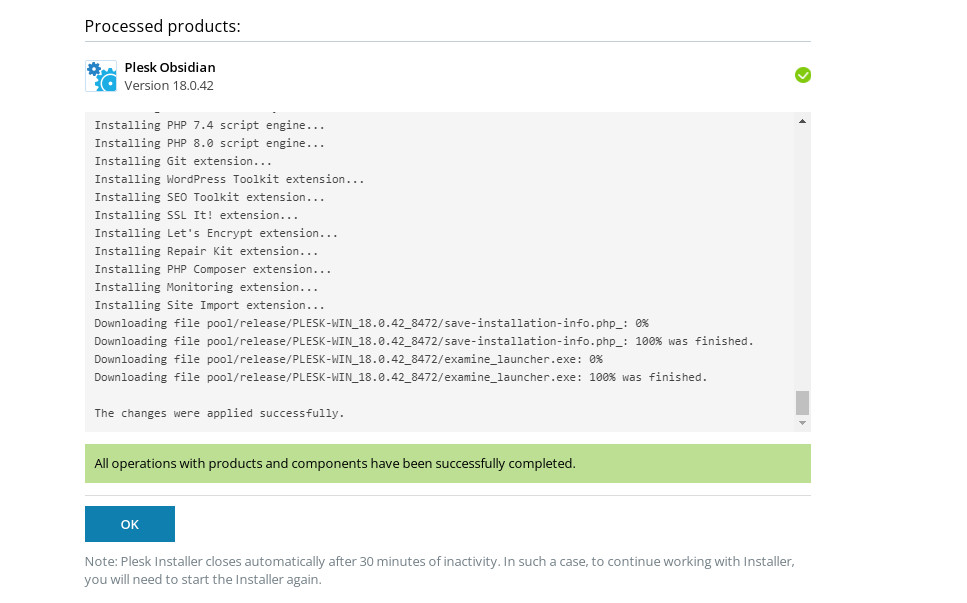 Processed products:
Plesk Obsidian
Version 18.0.42
Installing PHP 7.4 script engine...
Installing PHP 8.0 script engine...
Installing Git extension...
Installing WordPress Toolkit extension...
Installing SEO Toolkit extension...
Installing SSL It! extension...
Installing Let's Encrypt extension...
Installing Repair Kit extension...
Installing PHP Composer extension...
Installing Monitoring extension...
Installing Site Import extension...
Downloading file pool/release/PLESK-WIN_18.0.42_8472/save-installation-info.php_: 0%
Downloading file pool/release/PLESK-WIN_18.0.42_8472/save-installation-info.php_: 100% was finished.
Downloading file pool/release/PLESK-WIN_18.0.42_8472/examine_launcher.exe: 0%
Downloading file pool/release/PLESK-WIN_18.0.42_8472/examine_launcher.exe: 100% was finished.
The changes were applied successfully.
All operations with products and components have been successfully completed.
OK
Note: Plesk Installer closes automatically after 30 minutes of inactivity. In such a case, to continue working with Installer,
you will need to start the Installer again.